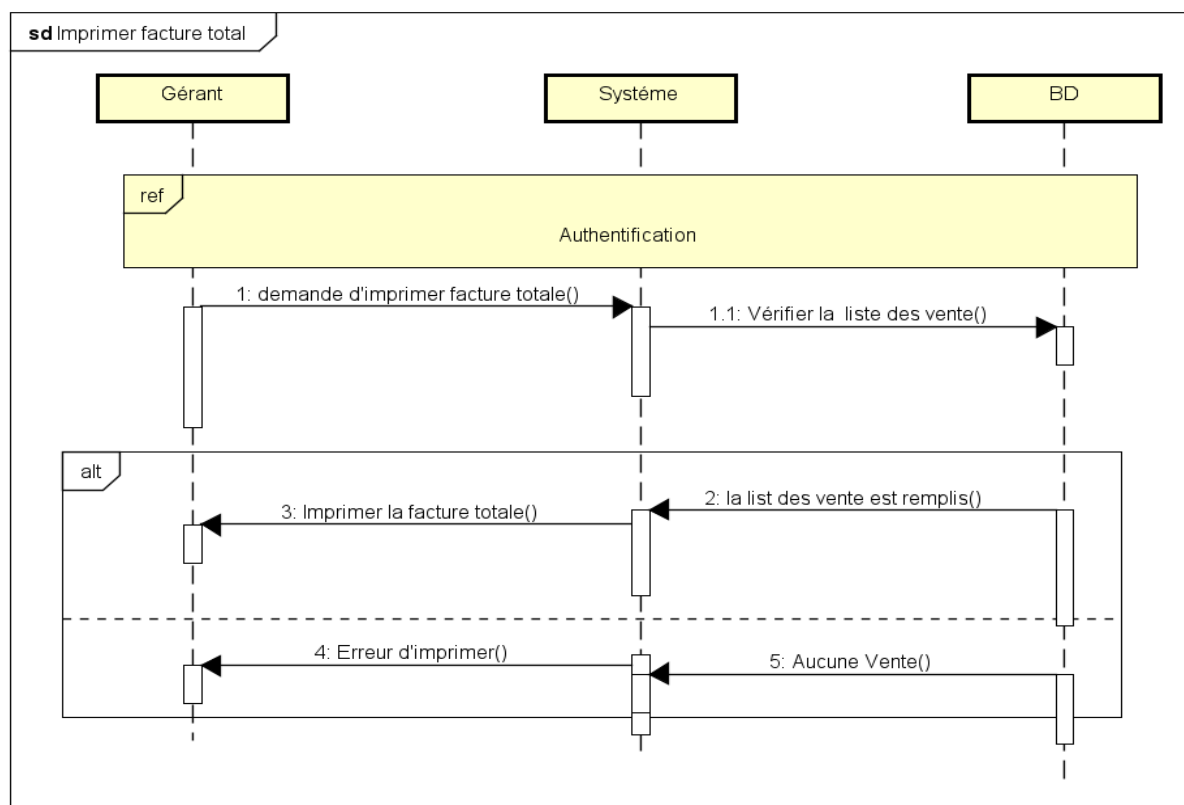 sd Imprimer facture total
Gérant
Systéme
BD
ref
Authentification
1: demande d'imprimer facture totale()
1.1: Vérifier la liste des vente()
alt
2: la list des vente est remplis()
3: Imprimer la facture totale()
4: Erreur d'imprimer()
5: Aucune Vente()